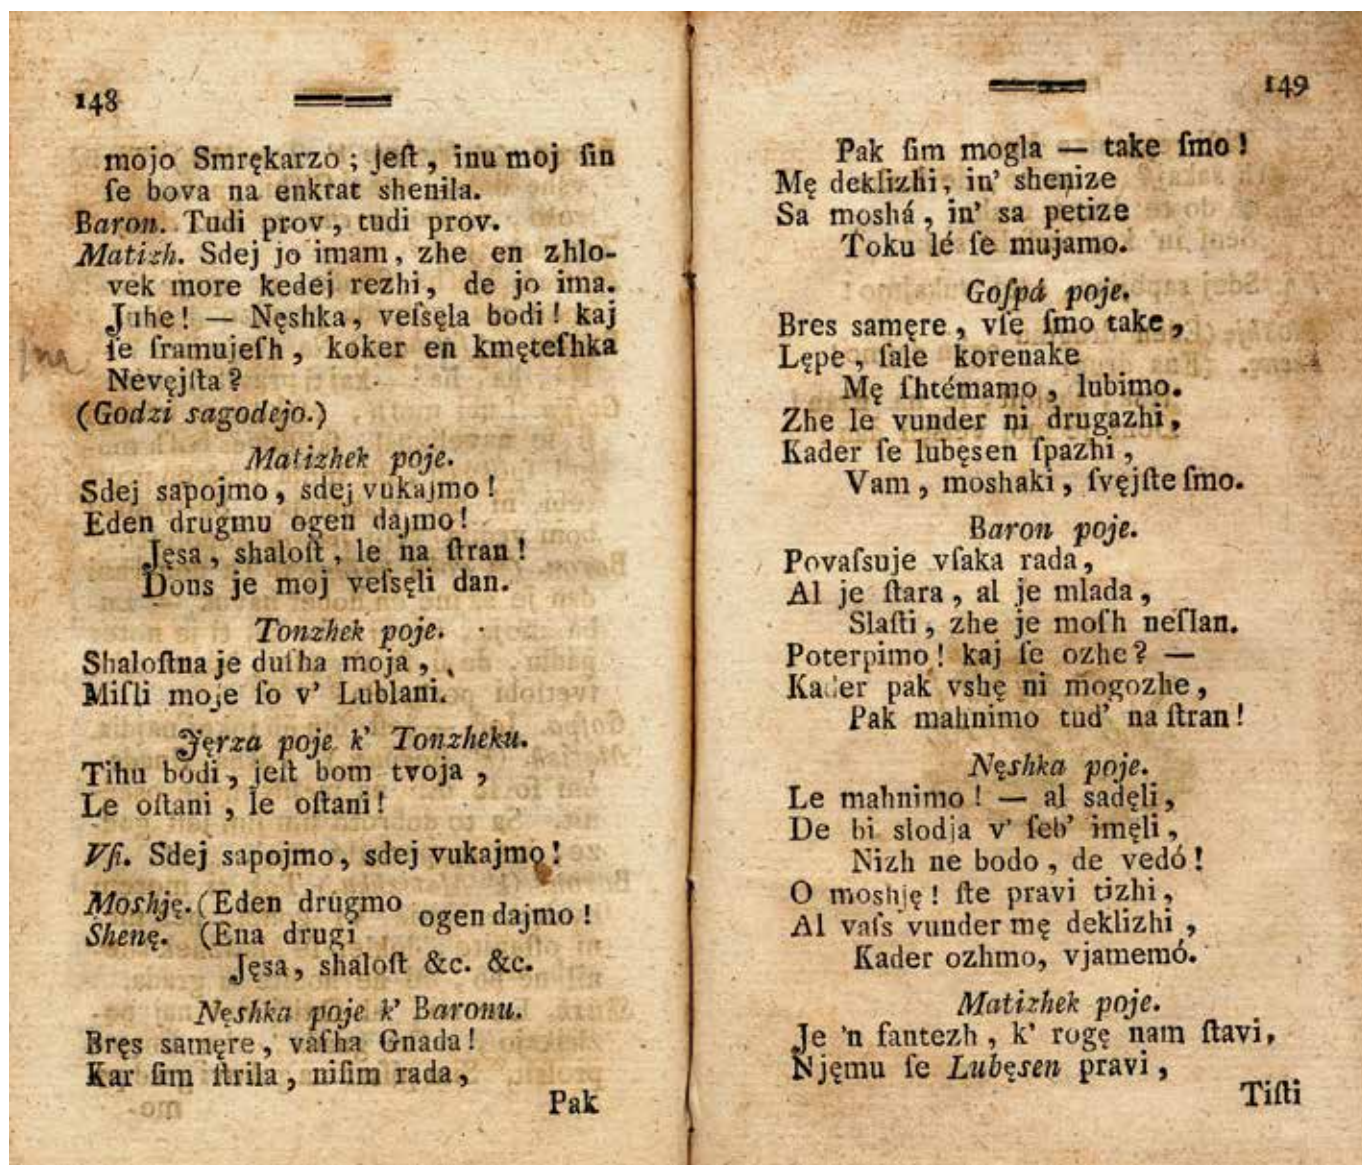 148
mojo Smrękarzo ; jeſt , inu moj ſin
ſe bova na enkrat shenila.
Baron. Tudi prov , tudi prov.
Matizh. Sdej jo imam , zhe en zhlo-
vek more kedej rezhi , de jo ima.
Juhe ! — Nęshka , veſsęla bodi ! kaj
ſe ſramujeſh , koker en kmęteſhka
Nevęjſta ?
(Godzi sagodejo.)
Matizhek poje.
Sdej sapojmo , sdej vukajmo !
Eden drugmu ogen dajmo !
Jęsa , shaloſt , le na ſtran !
Dons je moj veſsęli dan.
Tonzhek poje.
Shaloſtna je duſha moja ,
Miſli moje ſo v' Lublani.
Jęrza poje k' Tonzheku.
Tihu bodi , jeſt bom tvoja ,
Le oſtani , le oſtani !
Vſi. Sdej sapojmo , sdej vukajmo !
Moshję. (Eden drugmo ogen dajmo !
Shenę. (Ena drugi
Jęsa , shaloſt &c. &c.
Nęshka poje k' Baronu.
Bręs samęre , vaſha Gnada !
Kar ſim ſtrila , niſim rada ,
Pak
149
Pak ſim mogla — take ſmo !
Mę deklizhi , in' shenize
Sa moshá , in' sa petize
Toku lé ſe mujamo.
Goſpá poje.
Bres samęre , vſe ſmo take ,
Lępe , ſale korenake
Mę ſhtémamo , lubimo.
Zhe le vunder ni drugazhi ,
Kader ſe lubęsen ſpazhi ,
Vam , moshaki , ſvęjſte ſmo.
Baron poje.
Povaſsuje vſaka rada ,
Al je ſtara , al je mlada ,
Slaſti , zhe je moſh neſlan.
Poterpimo ! kaj ſe ozhe ? —
Kader pak vshę ni mogozhe ,
Pak mahnimo tud' na ſtran !
Nęshka poje.
Le mahnimo ! — al sadęli ,
De bi slodja v' ſeb' imęli ,
Nizh ne bodo , de vedó !
O moshję ! ſte pravi tizhi ,
Al vaſs vunder mę deklizhi ,
Kader ozhmo, vjamemó.
Matizhek poje.
Je 'n fantezh , k' rogę nam ſtavi ,
Njęmu ſe Lubęsen pravi ,
Tiſti